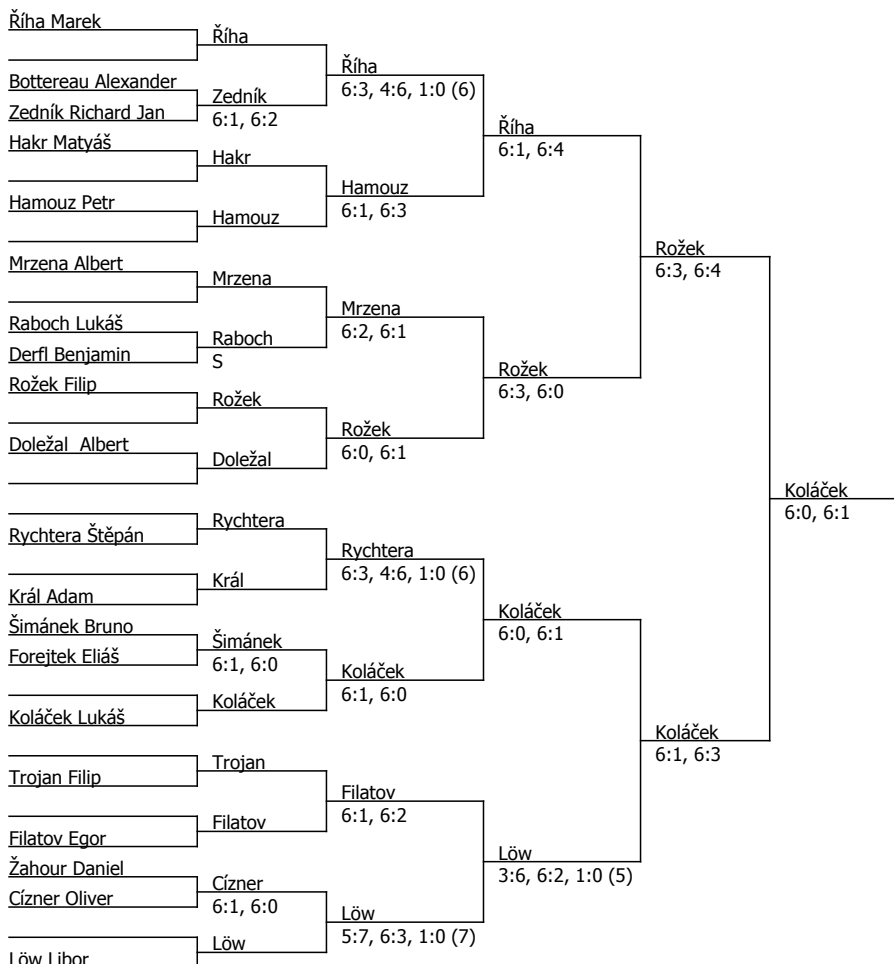 Říha Marek
Bottereau Alexander
Zedník Richard Jan
Hakr Matyáš
Hamouz Petr
Mrzena Albert
Raboch Lukáš
Derfl Benjamin
Rožek Filip
Doležal  Albert
Rychtera Štěpán
Král Adam
Šimánek Bruno
Forejtek Eliáš
Koláček Lukáš
Trojan Filip
Filatov Egor
Žahour Daniel
Cízner Oliver
Löw Libor
Říha
Zedník
6:1, 6:2
Hakr
Hamouz
Mrzena
Raboch
S
Rožek
Doležal
Rychtera
Král
Šimánek
6:1, 6:0
Koláček
Trojan
Filatov
Cízner
6:1, 6:0
Löw
Říha
6:3, 4:6, 1:0 (6)
Hamouz
6:1, 6:3
Mrzena
6:2, 6:1
Rožek
6:0, 6:1
Rychtera
6:3, 4:6, 1:0 (6)
Koláček
6:1, 6:0
Filatov
6:1, 6:2
Löw
5:7, 6:3, 1:0 (7)
Říha
6:1, 6:4
Rožek
6:3, 6:0
Koláček
6:0, 6:1
Löw
3:6, 6:2, 1:0 (5)
Rožek
6:3, 6:4
Koláček
6:1, 6:3
Koláček
6:0, 6:1